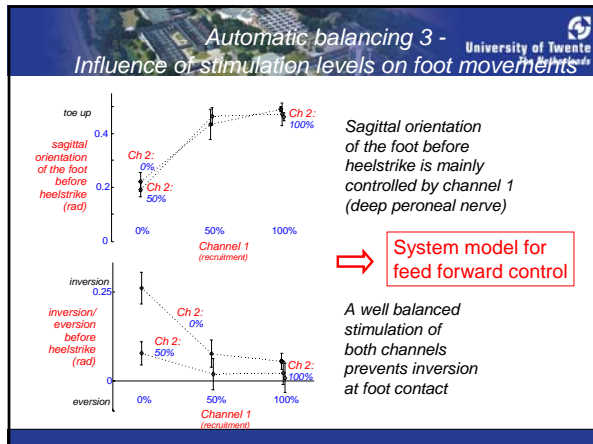 Automatic balancing 3 -
Influence of stimulation levels on foot movements
University of Twente
The Netherlands
toe up
0.4
0.2
0
sagittal
orientation
of the foot
before
heelstrike
(rad)
Ch 2:
0%
Ch 2:
50%
Ch 2:
100%
0%
50%
100%
Channel 1
(recruitment)
Sagittal orientation
of the foot before
heelstrike is mainly
controlled by channel 1
(deep peroneal nerve)
System model for
feed forward control
inversion
0.25
0
eversion
inversion/
eversion
before
heelstrike
(rad)
Ch 2:
0%
Ch 2:
50%
Ch 2:
100%
0%
50%
100%
Channel 1
(recruitment)
A well balanced
stimulation of
both channels
prevents inversion
at foot contact